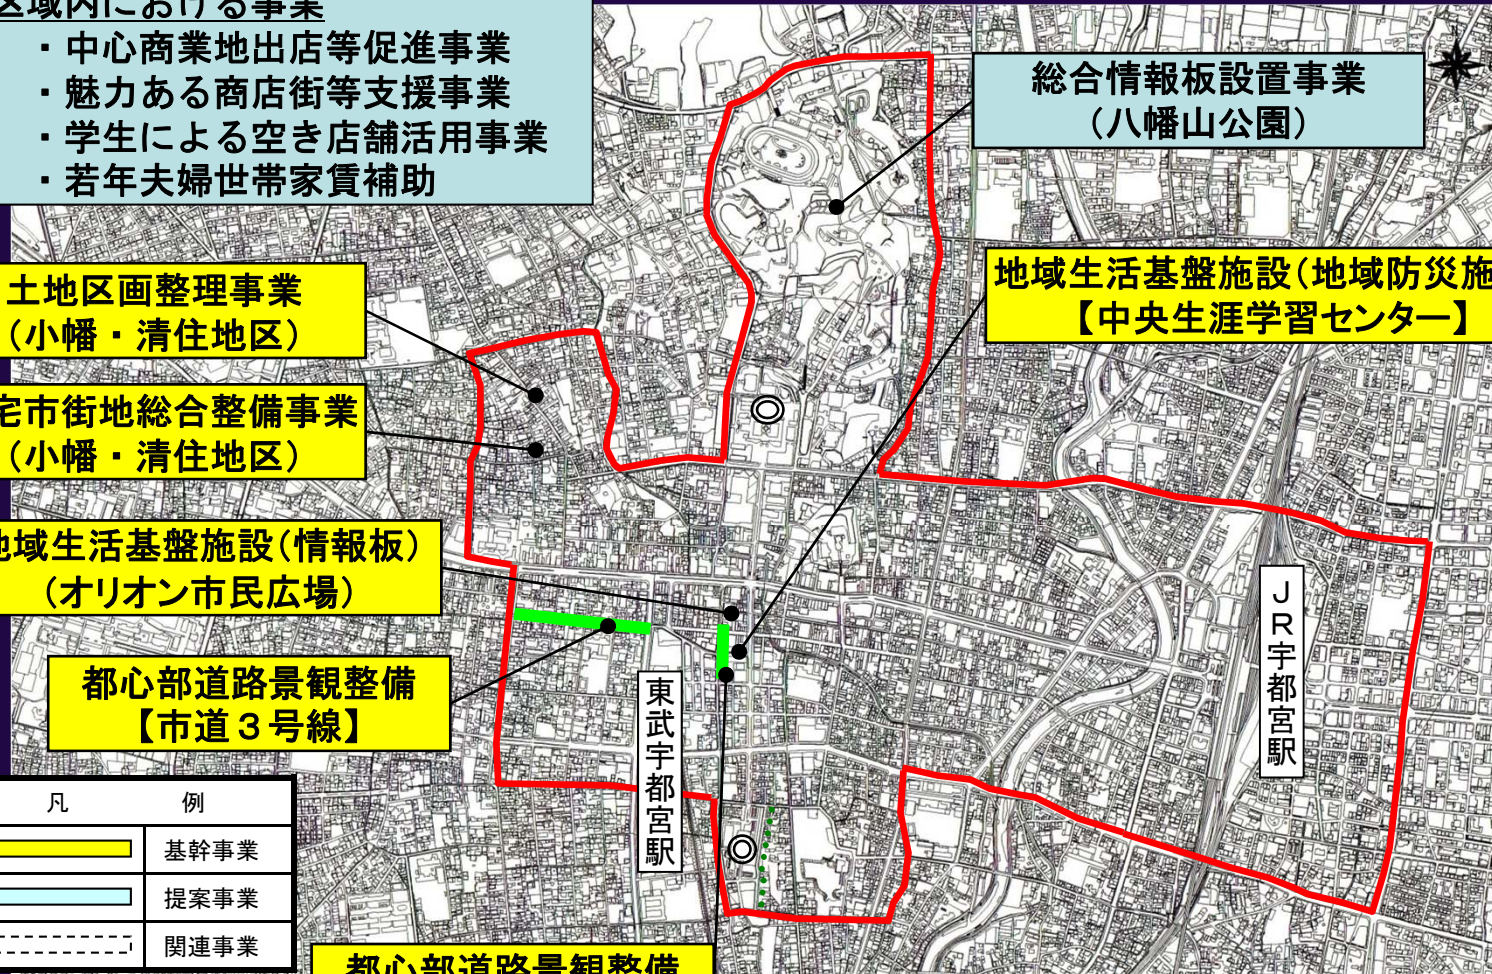 区域内における事業
・中心商業地出店等促進事業
・魅力ある商店街等支援事業
・学生による空き店舗活用事業
・若年夫婦世帯家賃補助
総合情報板設置事業
（八幡山公園）
土地区画整理事業
（小幡・清住地区）
宅市街地総合整備事業
（小幡・清住地区）
地域生活基盤施設（地域防災施
【中央生涯学習センター】
地域生活基盤施設（情報板）
（オリオン市民広場）
都心部道路景観整備
【市道３号線】
東武宇都宮駅
ＪＲ宇都宮駅
凡　例
基幹事業
提案事業
関連事業
都心部道路景観整備